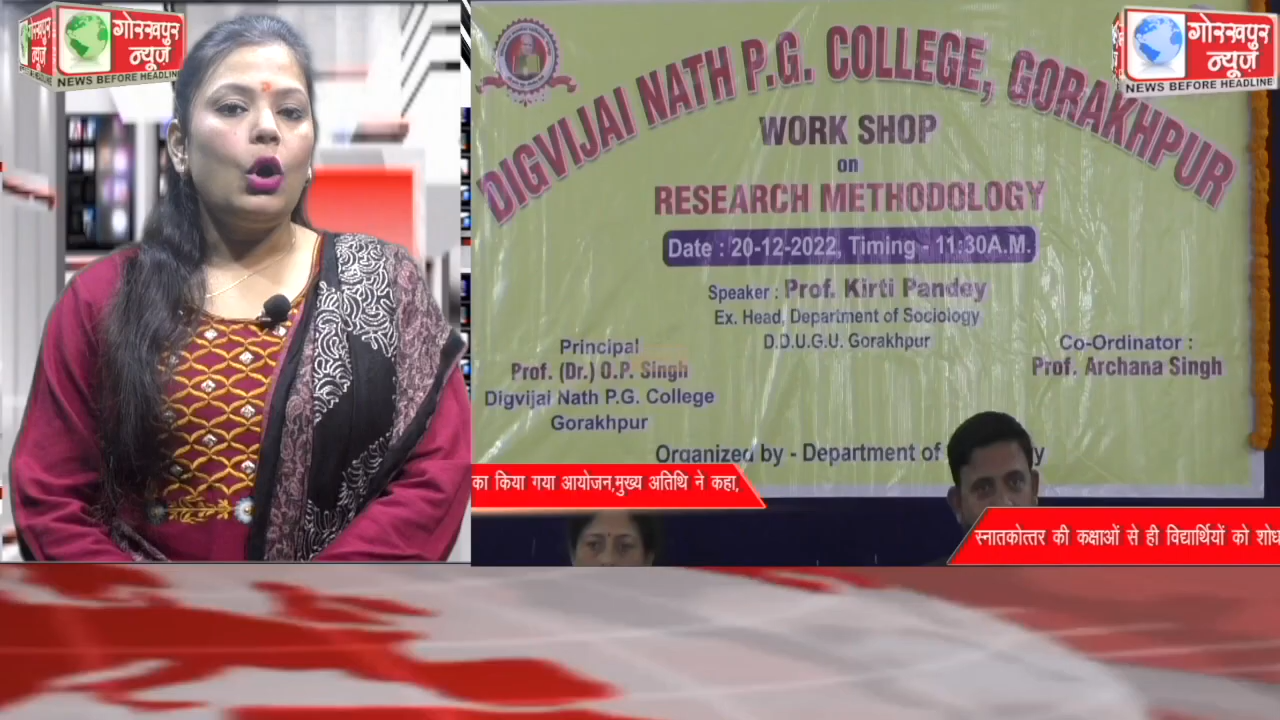 गोरखपुर
न्यूज़
NEWS BEFORE HEADLINE
गोरखपुर
न्यूज़
NEWS BEFORE HEADLINE
DIGVIJAI NATH P.G. COLLEGE, GORAKHPUR
WORK SHOP
on
RESEARCH METHODOLOGY
Date : 20-12-2022, Timing - 11:30A.M.
Speaker : Prof. Kirti Pandey
Ex. Head, Department of Sociology
D.D.U.G.U. Gorakhpur
Principal
Prof. (Dr.) O.P. Singh
Digvijai Nath P.G. College
Gorakhpur
Co-Ordinator :
Prof. Archana Singh
Organized by - Department of
का किया गया आयोजन,मुख्य अतिथि ने कहा,
स्नातकोत्तर की कक्षाओं से ही विद्यार्थियों को शोध